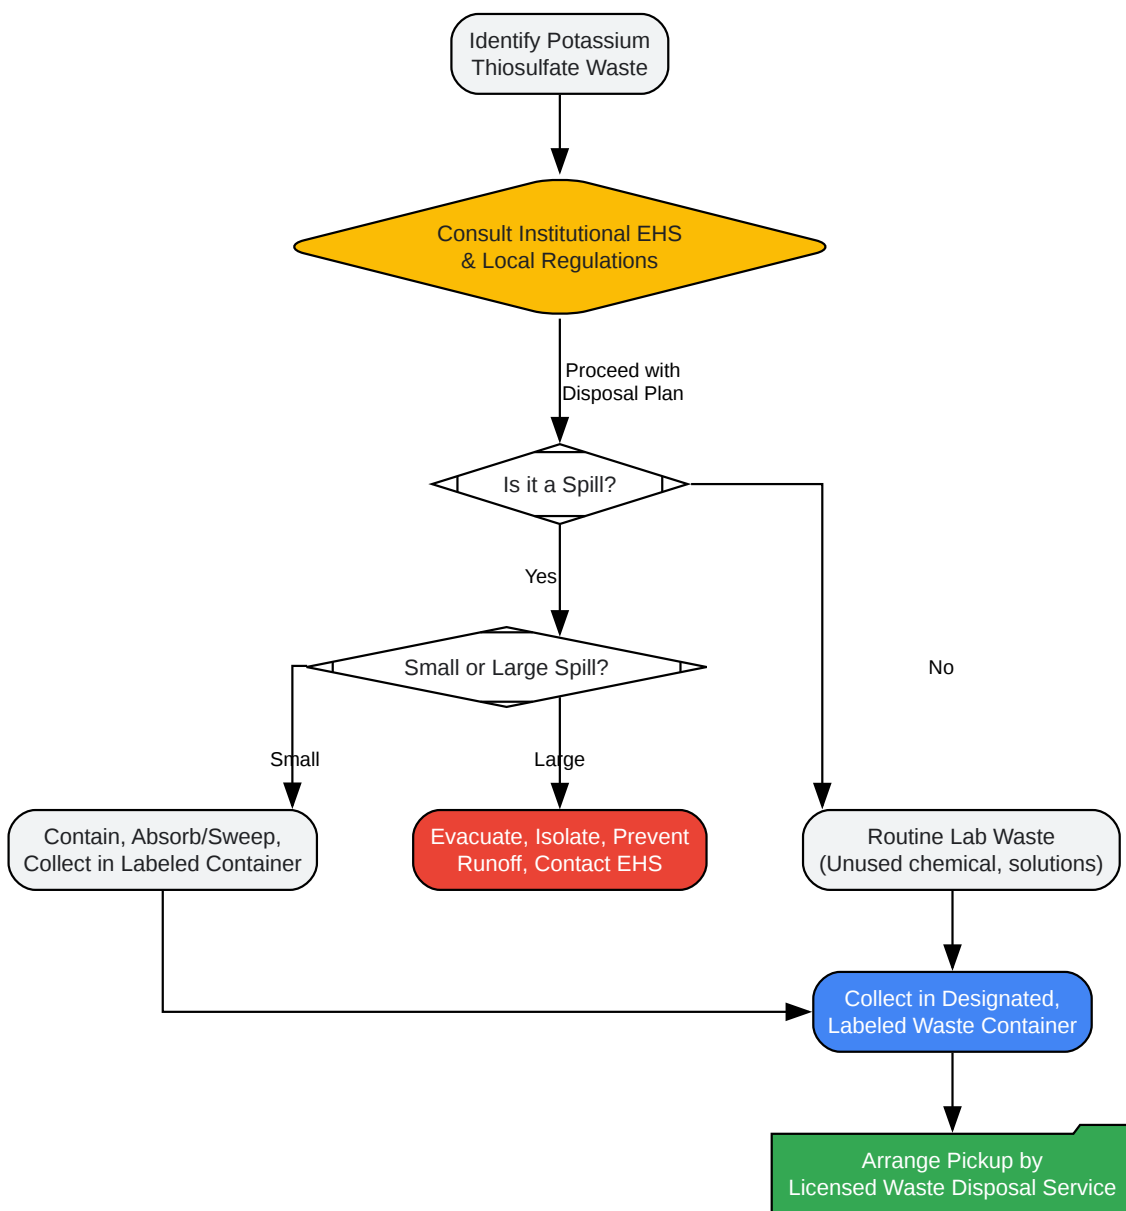 Identify Potassium
Thiosulfate Waste
Consult Institutional EHS
& Local Regulations
Proceed with
Disposal Plan
Is it a Spill?
Yes
Small or Large Spill?
No
Small
Large
Contain, Absorb/Sweep,
Collect in Labeled Container
Evacuate, Isolate, Prevent
Runoff, Contact EHS
Routine Lab Waste
(Unused chemical, solutions)
Collect in Designated,
Labeled Waste Container
Arrange Pickup by
Licensed Waste Disposal Service